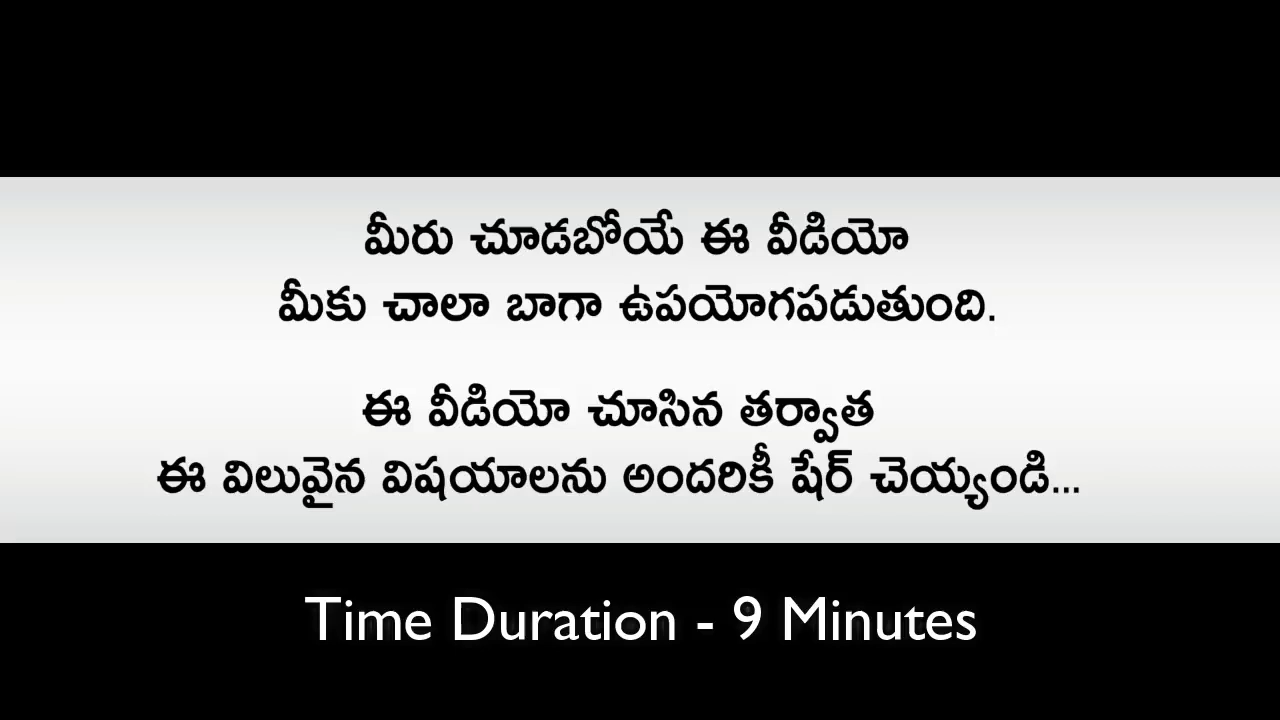 మీరు చూడబోయే ఈ వీడియో
మీకు చాలా బాగా ఉపయోగపడుతుంది.
ఈ వీడియో చూసిన తర్వాత
ఈ విలువైన విషయాలను అందరికీ షేర్ చెయ్యండి...
Time Duration - 9 Minutes